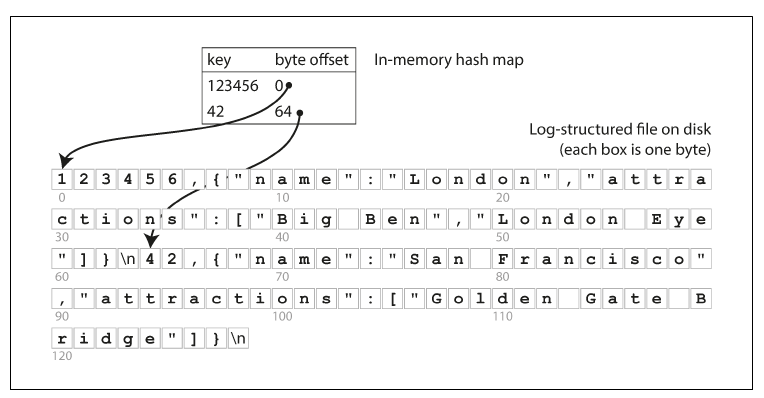 key byte offset In-memory hash map
123456 0
42 64
Log-structured file on disk
(each box is one byte)
1 2 3 4 5 6 , { " n a m e " : " L o n d o n " , " a t t r a
0 10 20
c t i o n s " : [ " B i g   B e n " , " L o n d o n   E y e
30 40 50
" ] } \n 4 2 , { " n a m e " : " S a n   F r a n c i s c o "
60 70 80
, " a t t r a c t i o n s " : [ " G o l d e n   G a t e   B
90 100 110
r i d g e " ] } \n
120